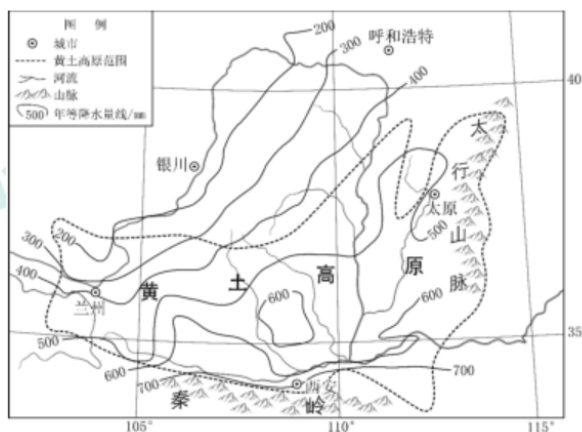 图 例
城市
黄土高原范围
河流
山脉
500 年等降水量线/mm
200
300
呼和浩特
400
40
银川
太
行
太原
500
山
脉
200
300
400
黄 土 高 原
兰州
600
600
500
35
600
700
700
西安
秦 岭
105°
110°
115°